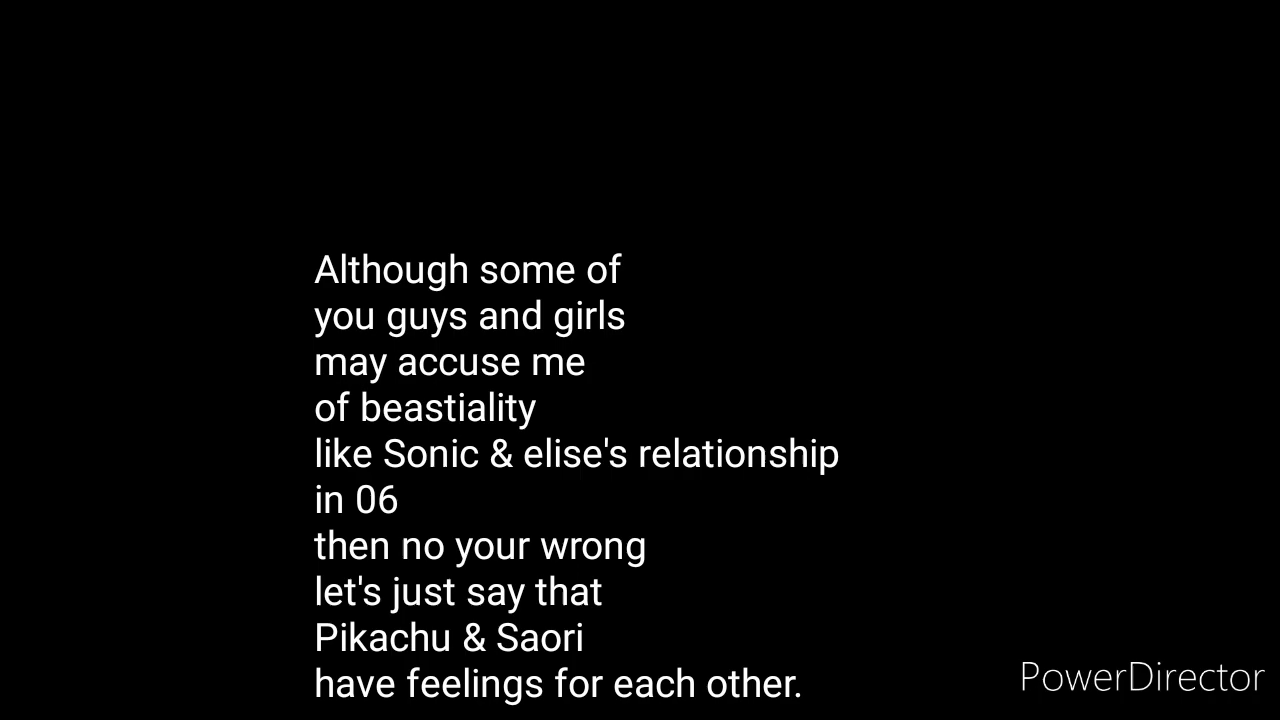 Although some of
you guys and girls
may accuse me
of beastiality
like Sonic & elise's relationship
in 06
then no your wrong
let's just say that
Pikachu & Saori
have feelings for each other.
PowerDirector